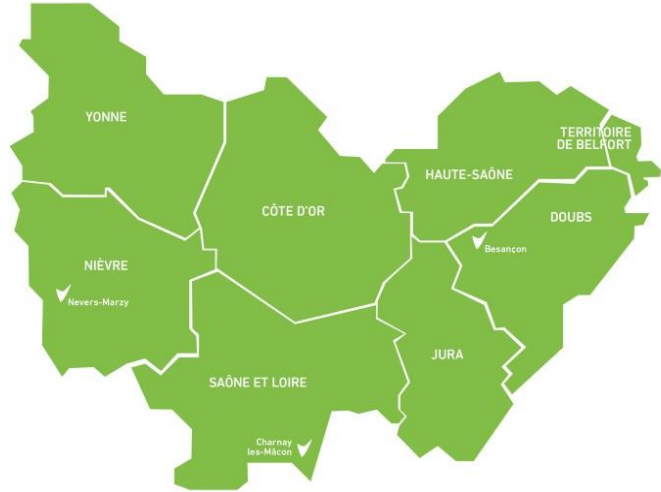 YONNE
TERRITOIRE
DE BELFORT
HAUTE-SAÔNE
CÔTE D'OR
DOUBS
Besançon
NIÈVRE
Nevers-Marzy
JURA
SAÔNE ET LOIRE
Charnay
les-Mâcon